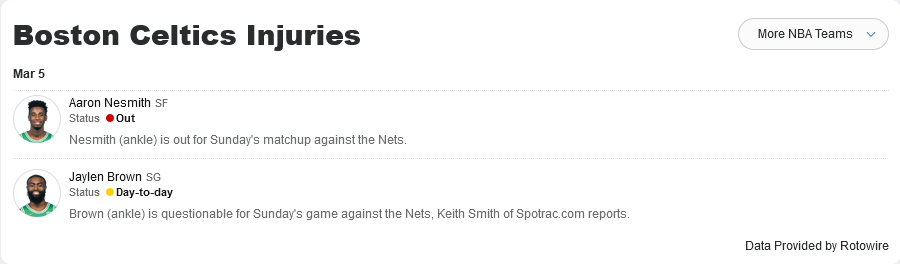 Boston Celtics Injuries
More NBA Teams
Mar 5
Aaron Nesmith SF
Status Out
Nesmith (ankle) is out for Sunday's matchup against the Nets.
Jaylen Brown SG
Status Day-to-day
Brown (ankle) is questionable for Sunday's game against the Nets, Keith Smith of Spotrac.com reports.
Data Provided by Rotowire